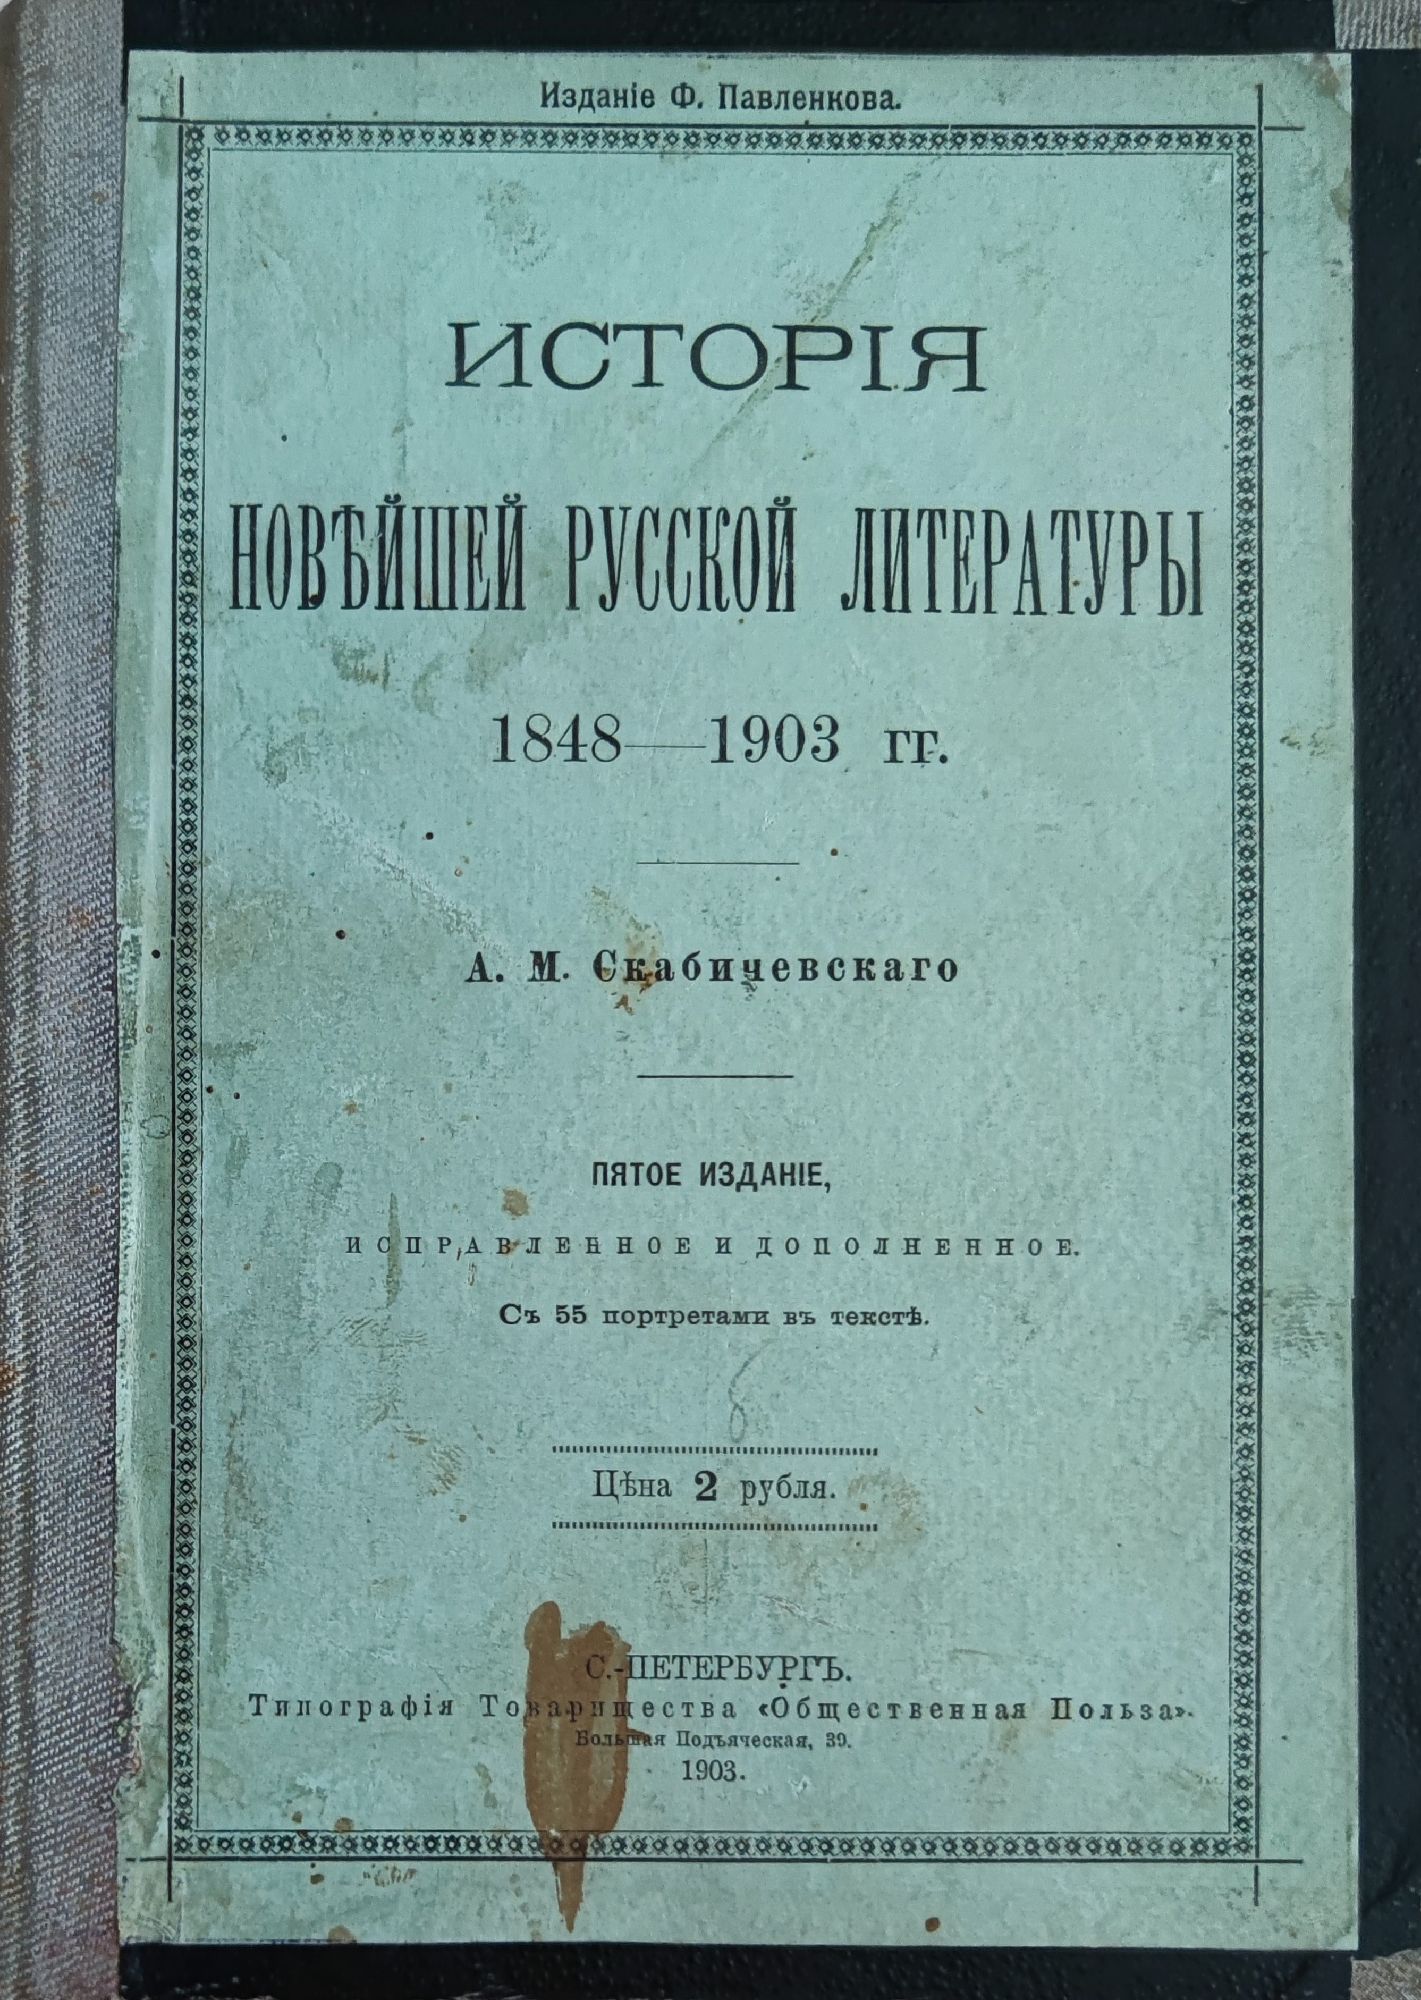 Изданіе Ф. Павленкова.
ИСТОРІЯ
НОВѢЙШЕЙ РУССКОЙ ЛИТЕРАТУРЫ
1848—1903 гг.
А. М. Скабичевскаго
ПЯТОЕ ИЗДАНІЕ,
ИСПРАВЛЕННОЕ И ДОПОЛНЕННОЕ.
Съ 55 портретами въ текстѣ.
Цѣна 2 рубля.
С.-ПЕТЕРБУРГЪ.
Типографія Товарищества «Общественная Польза».
Большая Подъяческая, 39.
1903.